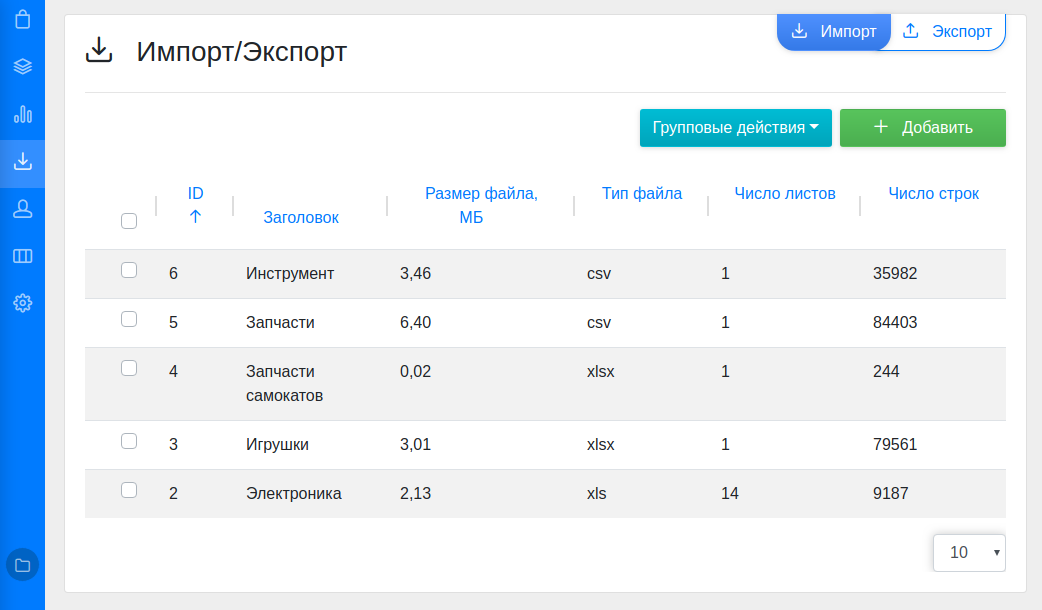 Импорт/Экспорт
Импорт
Экспорт
Групповые действия
Добавить
ID
Заголовок
Размер файла,
МБ
Тип файла
Число листов
Число строк
6 Инструмент 3,46 csv 1 35982
5 Запчасти 6,40 csv 1 84403
4 Запчасти 0,02 xlsx 1 244
самокатов
3 Игрушки 3,01 xlsx 1 79561
2 Электроника 2,13 xls 14 9187
10